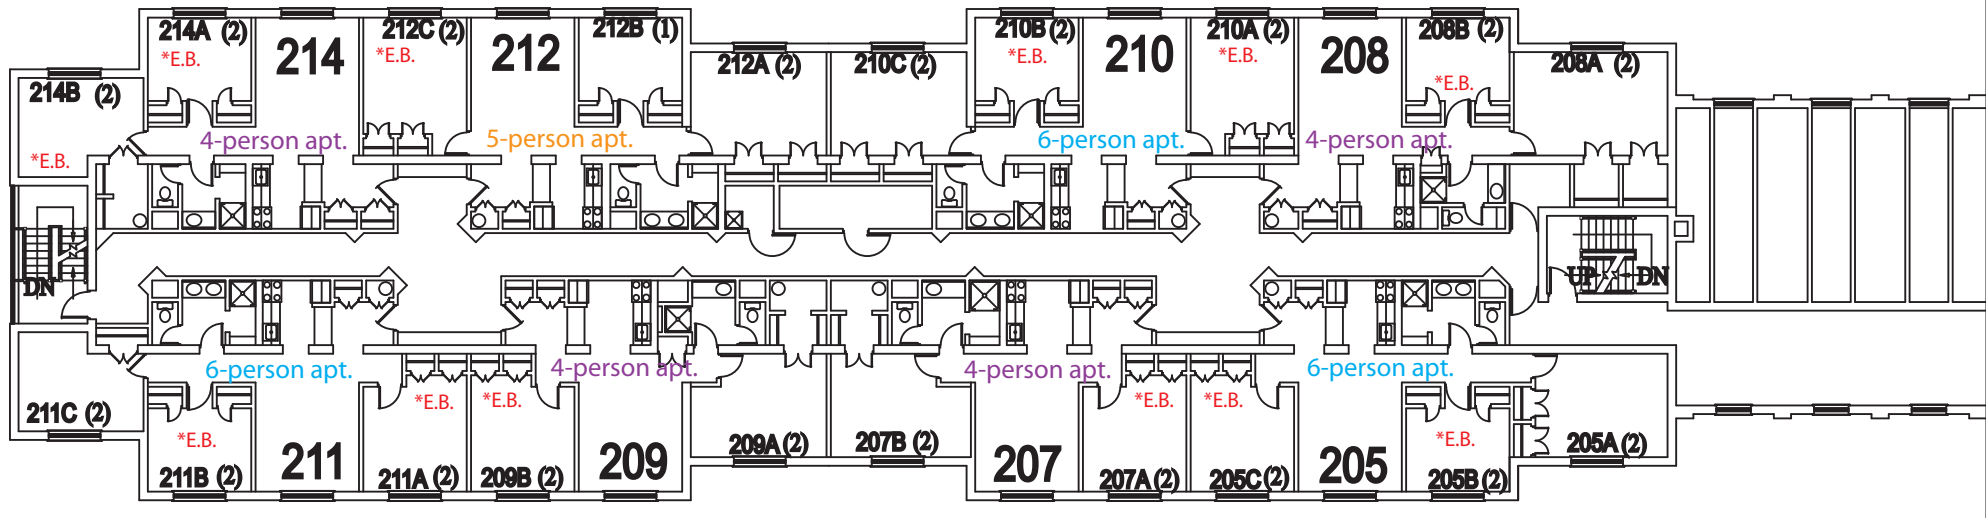 214A (2)
*E.B.
214
212C (2)
*E.B.
212
212B (1)
210B (2)
*E.B.
210
210A (2)
*E.B.
208
208B (2)
*E.B.
214B (2)
*E.B.
212A (2)
210C (2)
208A (2)
4-person apt.
5-person apt.
6-person apt.
4-person apt.
DN
UP
DN
6-person apt.
4-person apt.
4-person apt.
6-person apt.
211C (2)
*E.B.
211B (2)
211
*E.B.
211A (2)
*E.B.
209B (2)
209
209A (2)
207B (2)
207
*E.B.
207A (2)
*E.B.
205C (2)
205
*E.B.
205B (2)
205A (2)